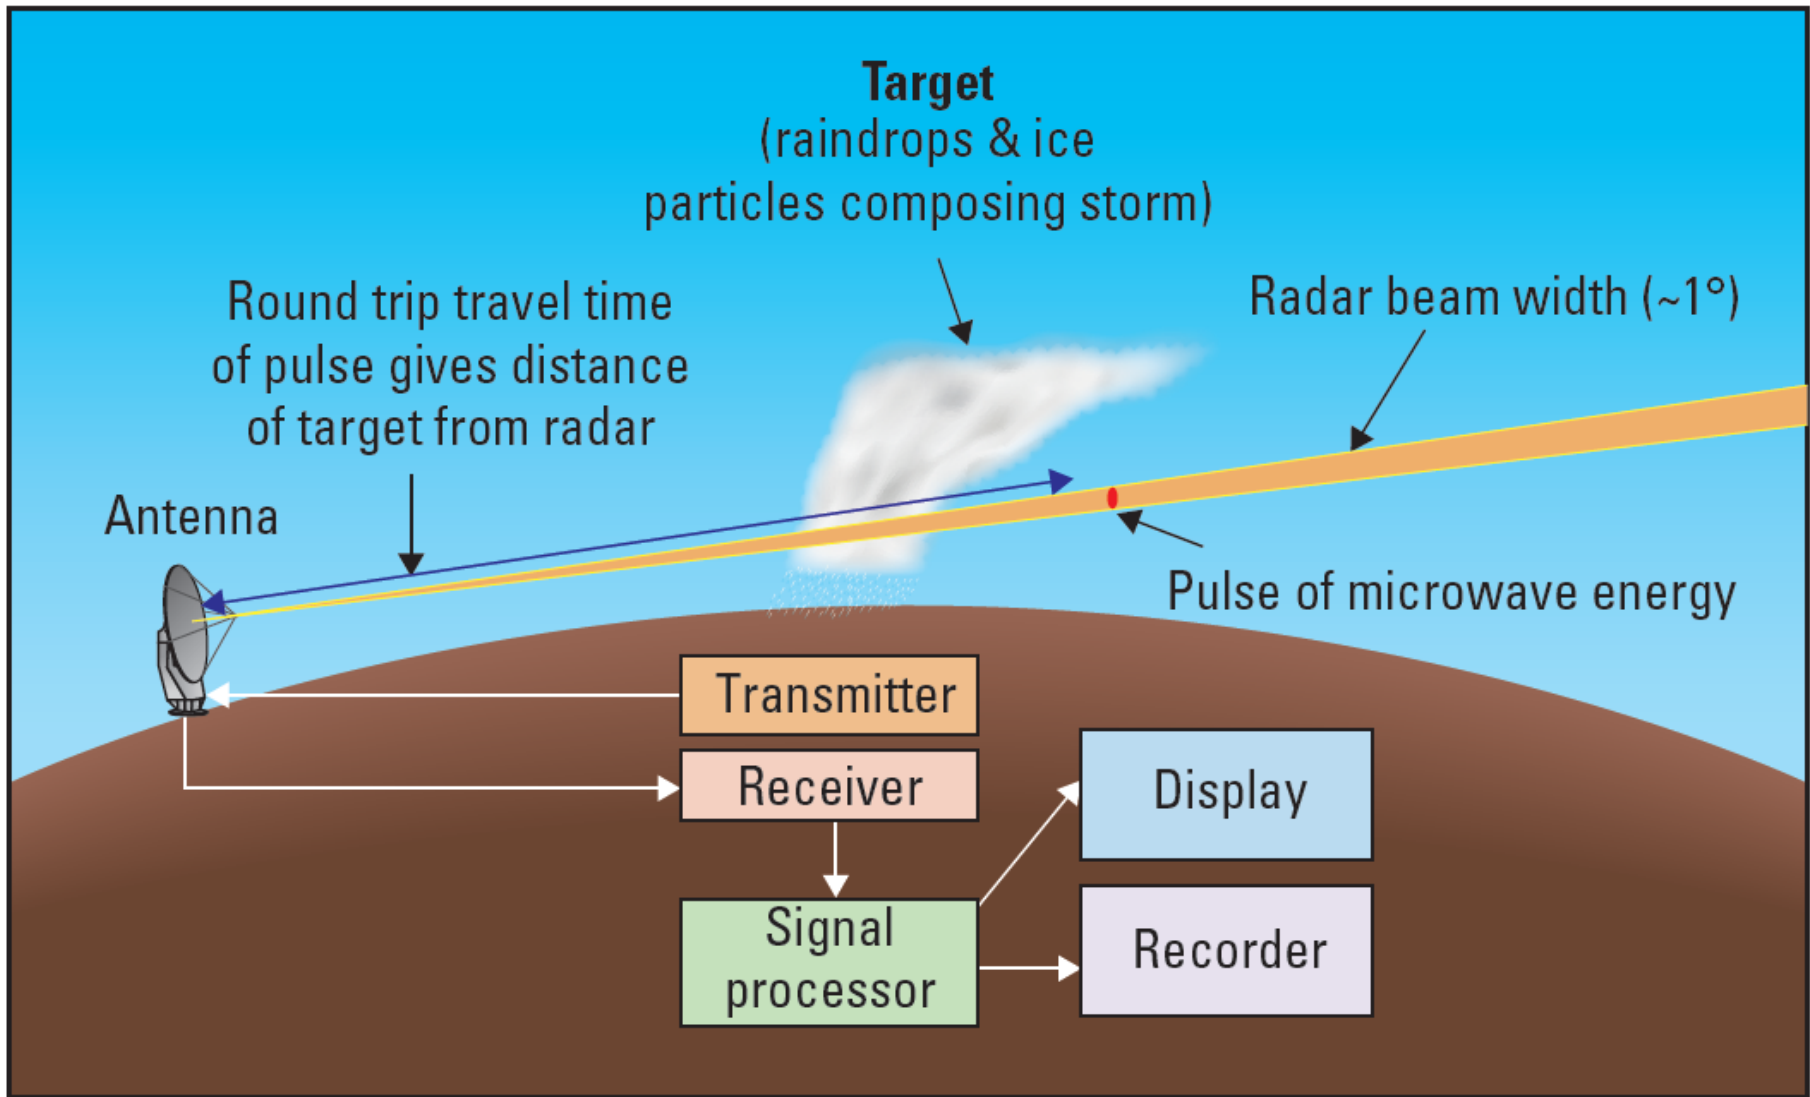 Target
(raindrops & ice
particles composing storm)
Round trip travel time
of pulse gives distance
of target from radar
Radar beam width (~1°)
Antenna
Pulse of microwave energy
Transmitter
Receiver
Display
Signal
processor
Recorder